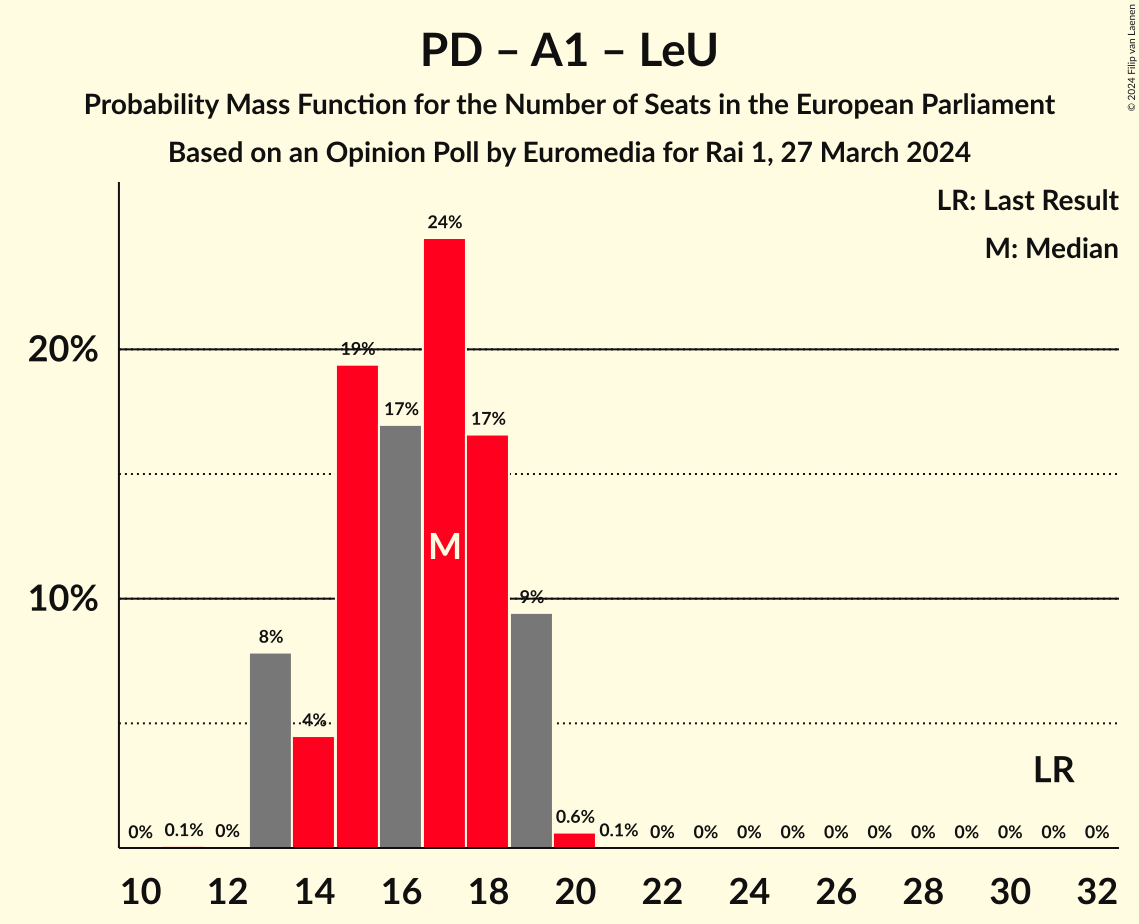 PD – A1 – LeU
Probability Mass Function for the Number of Seats in the European Parliament
Based on an Opinion Poll by Euromedia for Rai 1, 27 March 2024
© 2024 Filip van Laenen
LR: Last Result
M: Median
24%
20%
19%
17%
17%
M
10%
9%
8%
4%
LR
0% 0.1% 0% 0.6% 0.1% 0% 0% 0% 0% 0% 0% 0% 0% 0% 0% 0%
10 12 14 16 18 20 22 24 26 28 30 32